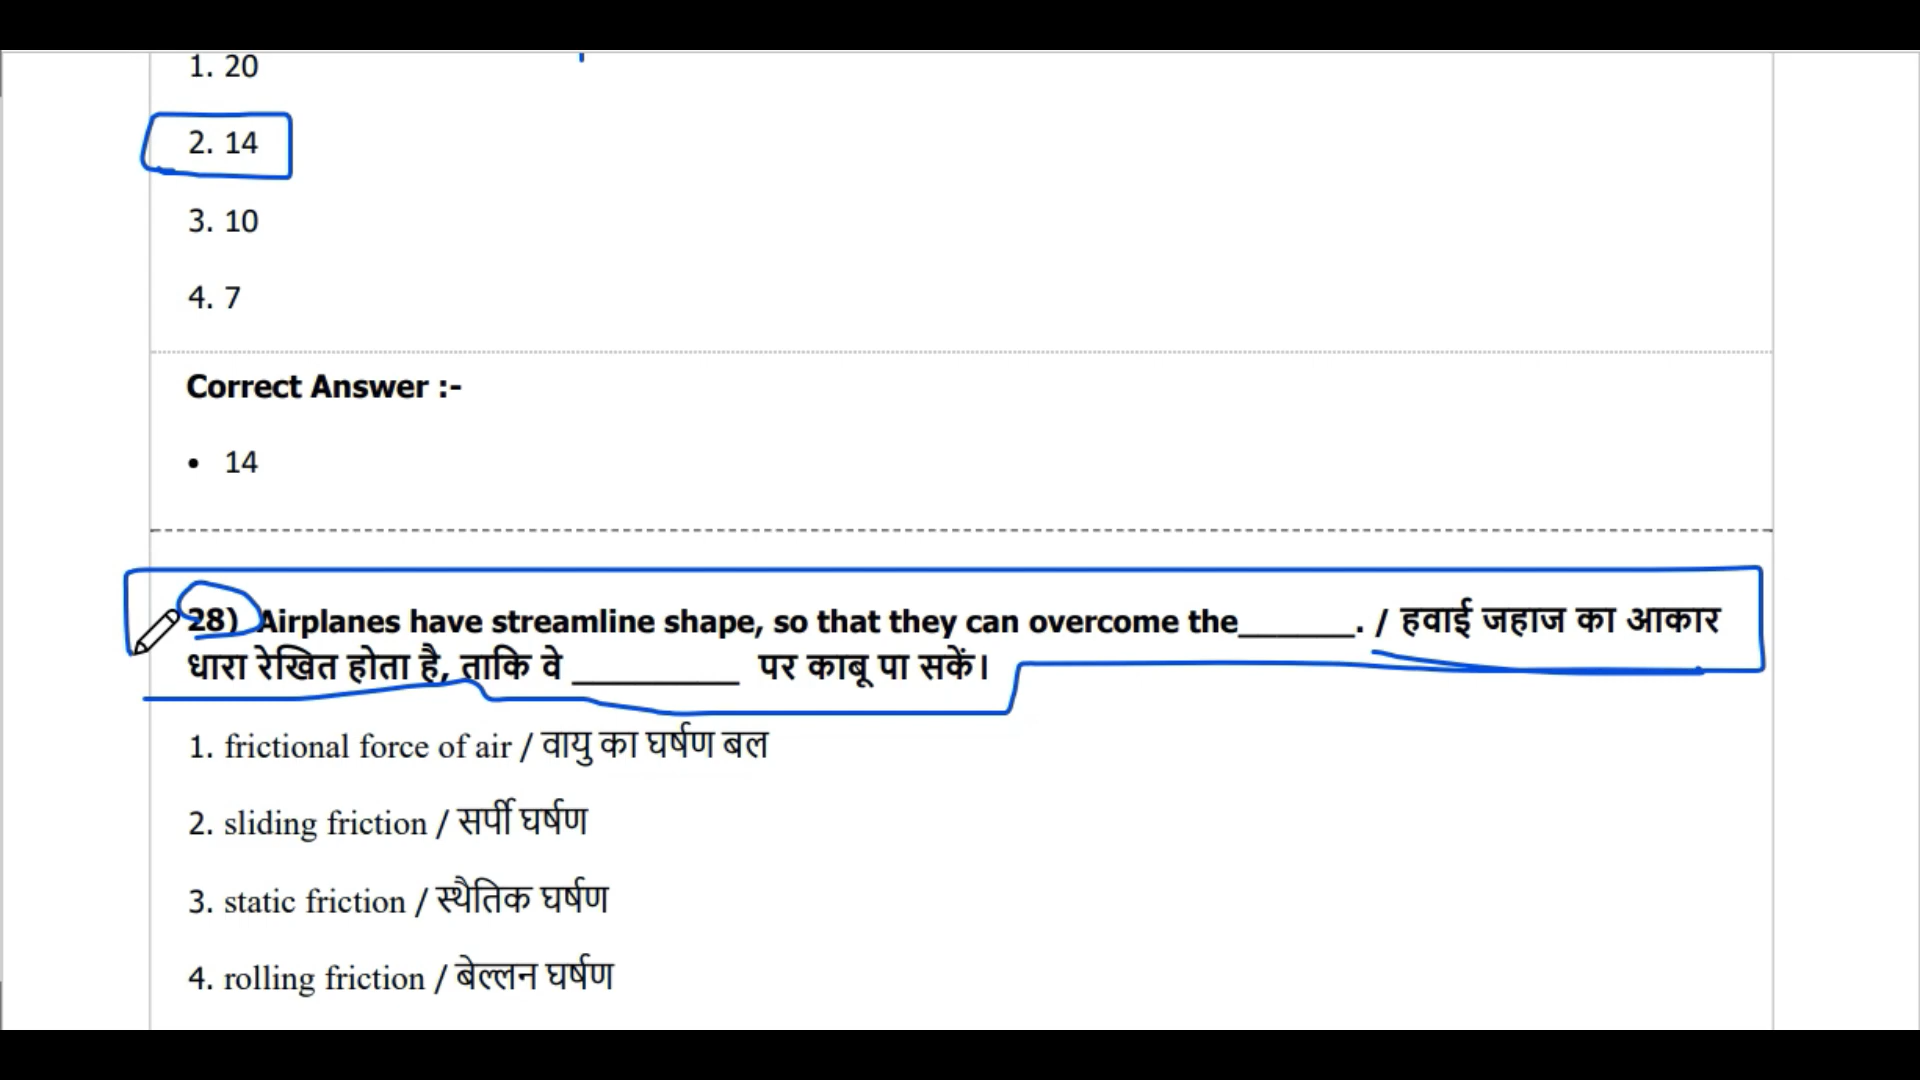 1. 20
2. 14
3. 10
4. 7
Correct Answer :-
• 14
28) Airplanes have streamline shape, so that they can overcome the______. / हवाई जहाज का आकार
धारा रेखित होता है, ताकि वे _________ पर काबू पा सकें।
1. frictional force of air / वायु का घर्षण बल
2. sliding friction / सर्पी घर्षण
3. static friction / स्थैतिक घर्षण
4. rolling friction / बेल्लन घर्षण